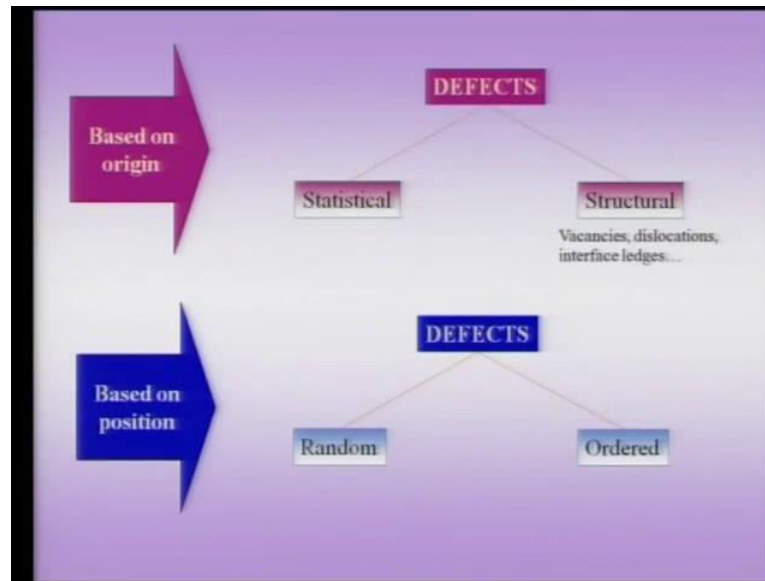 Based on
origin
DEFECTS
Statistical
Structural
Vacancies, dislocations,
interface ledges…
Based on
position
DEFECTS
Random
Ordered